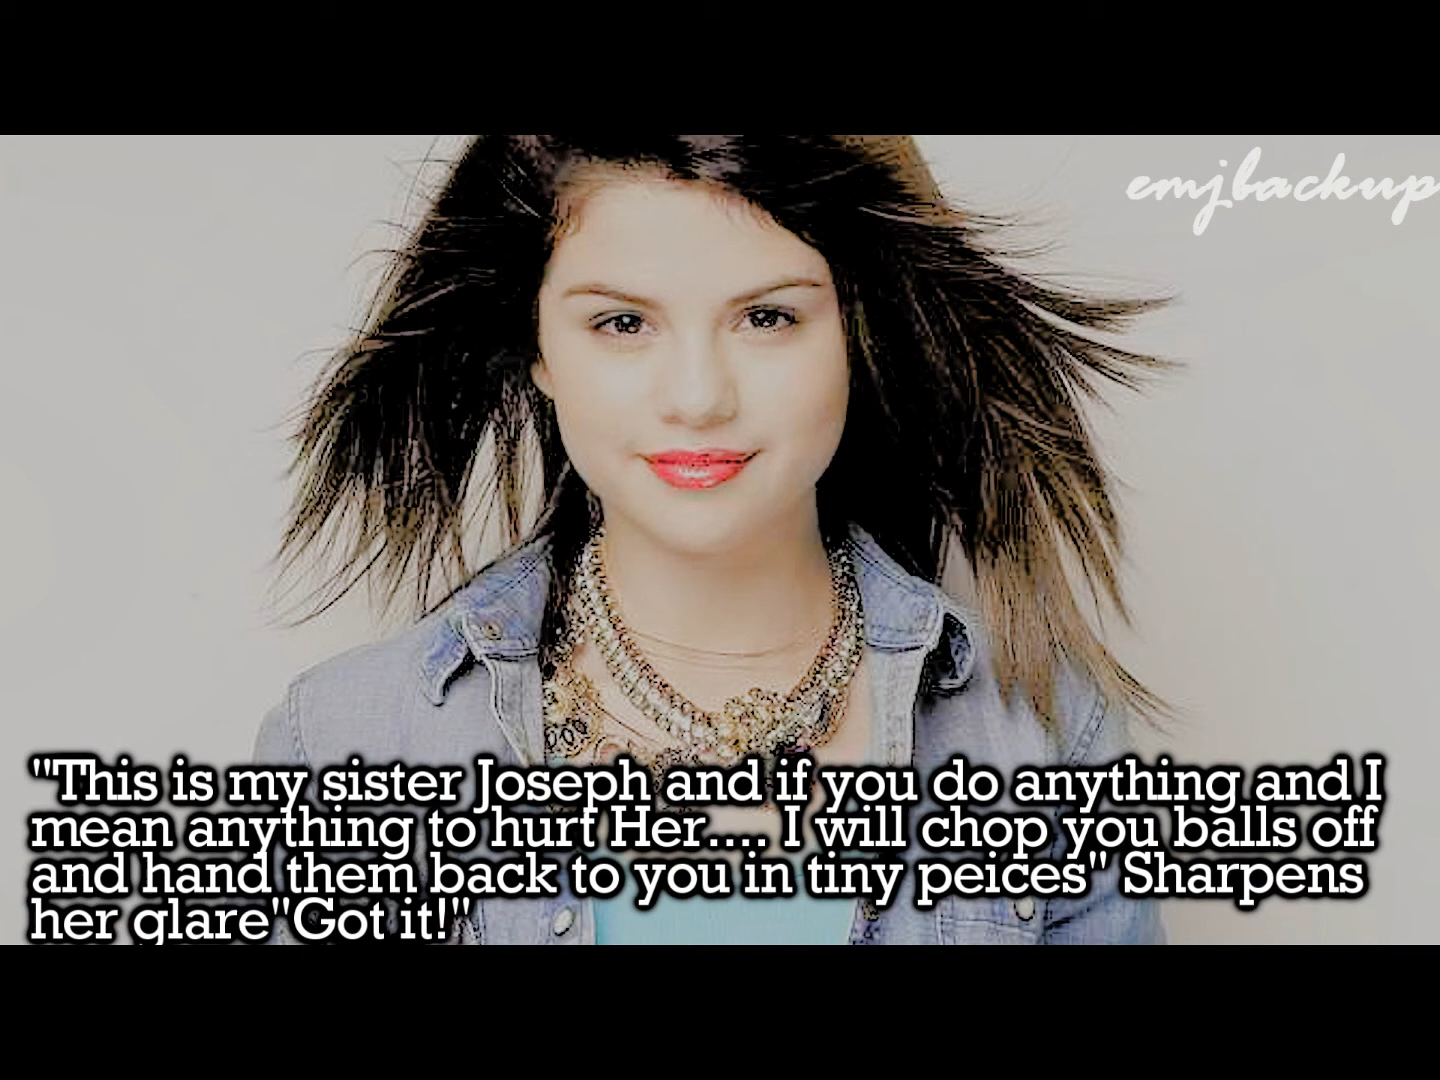 emjbackup
"This is my sister Joseph and if you do anything and I
mean anything to hurt Her.... I will chop you balls off
and hand them back to you in tiny peices" Sharpens
her glare"Got it!"